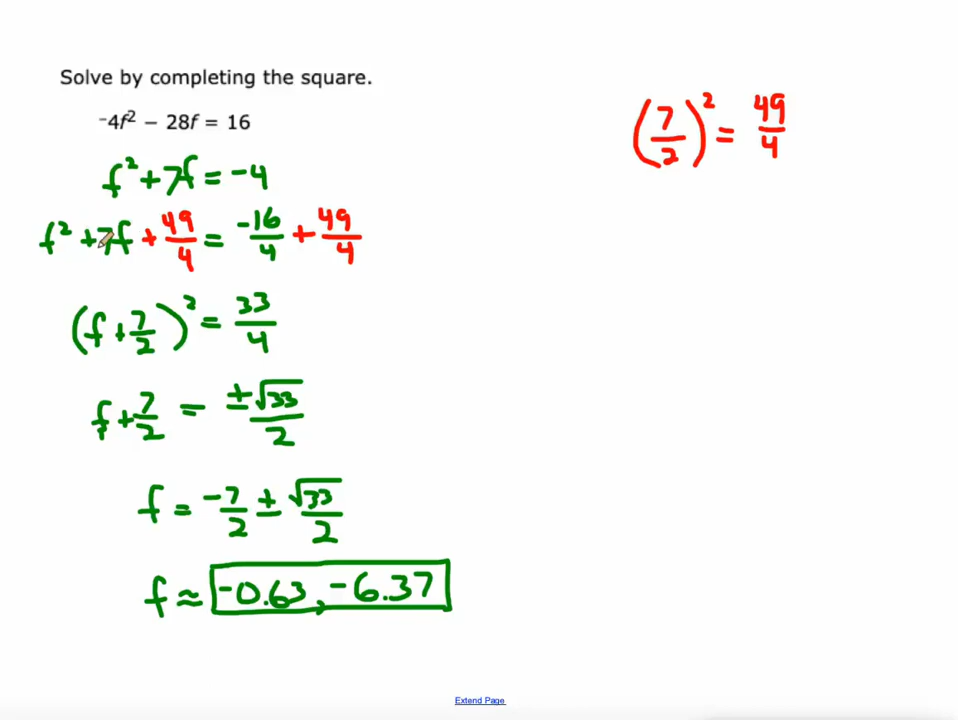 Solve by completing the square.
-4f² − 28f = 16
(7/2)² = 49/4
f² + 7f = -4
f² + 7f + 49/4 = -16/4 + 49/4
(f + 7/2)² = 33/4
f + 7/2 = ±√33/2
f = -7/2 ± √33/2
f ≈ -0.63, -6.37
Extend Page